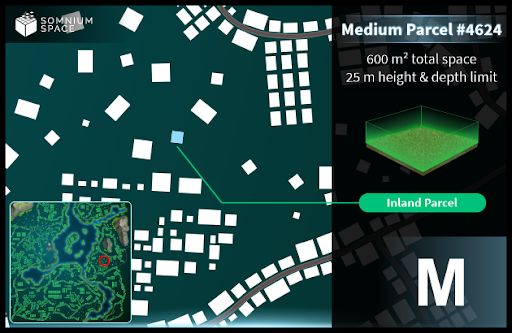 SOMNIUM
SPACE
Medium Parcel #4624
600 m² total space
25 m height & depth limit
Inland Parcel
M